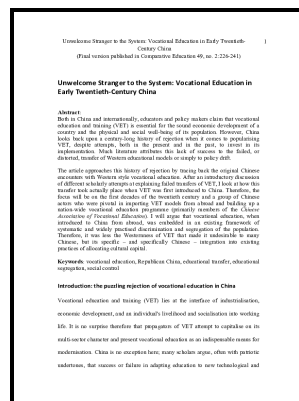 Unwelcome Stranger to the System: Vocational Education in Early Twentieth-
Century China
1
(Final version published in Comparative Education 49, no. 2:226-241)
Unwelcome Stranger to the System: Vocational Education in
Early Twentieth-Century China
Abstract:
Both in China and internationally, educators and policy makers claim that vocational
education and training (VET) is essential for the sound economic development of a
country and the physical and social well-being of its population. However, China
looks back upon a century-long history of rejection when it comes to popularising
VET, despite attempts, both in the present and in the past, to invest in its
implementation. Much literature attributes this lack of success to the failed, or
distorted, transfer of Western educational models or simply to policy drift.
The article approaches this history of rejection by tracing back the original Chinese
encounters with Western style vocational education. After an introductory discussion
of different scholarly attempts at explaining failed transfers of VET, I look at how this
transfer took actually place when VET was first introduced to China. Therefore, the
focus will be on the first decades of the twentieth century and a group of Chinese
actors who were pivotal in importing VET models from abroad and building up a
nation-wide vocational education programme (primarily members of the Chinese
Association of Vocational Education). I will argue that vocational education, when
introduced to China from abroad, was embedded in an existing framework of
systematic and widely practised discrimination and segregation of the population.
Therefore, it was less the Westernness of VET that made it undesirable to many
Chinese, but its specific – and specifically Chinese – integration into existing
practices of allocating cultural capital.
Keywords: vocational education, Republican China, educational transfer, educational
segregation, social control
Introduction: the puzzling rejection of vocational education in China
Vocational education and training (VET) lies at the interface of industrialisation,
economic development, and an individual's livelihood and socialisation into working
life. It is no surprise therefore that propagators of VET attempt to capitalise on its
multi-sector character and present vocational education as an indispensable means for
modernisation. China is no exception here; many scholars argue, often with patriotic
undertones, that success or failure in adapting education to new technological and